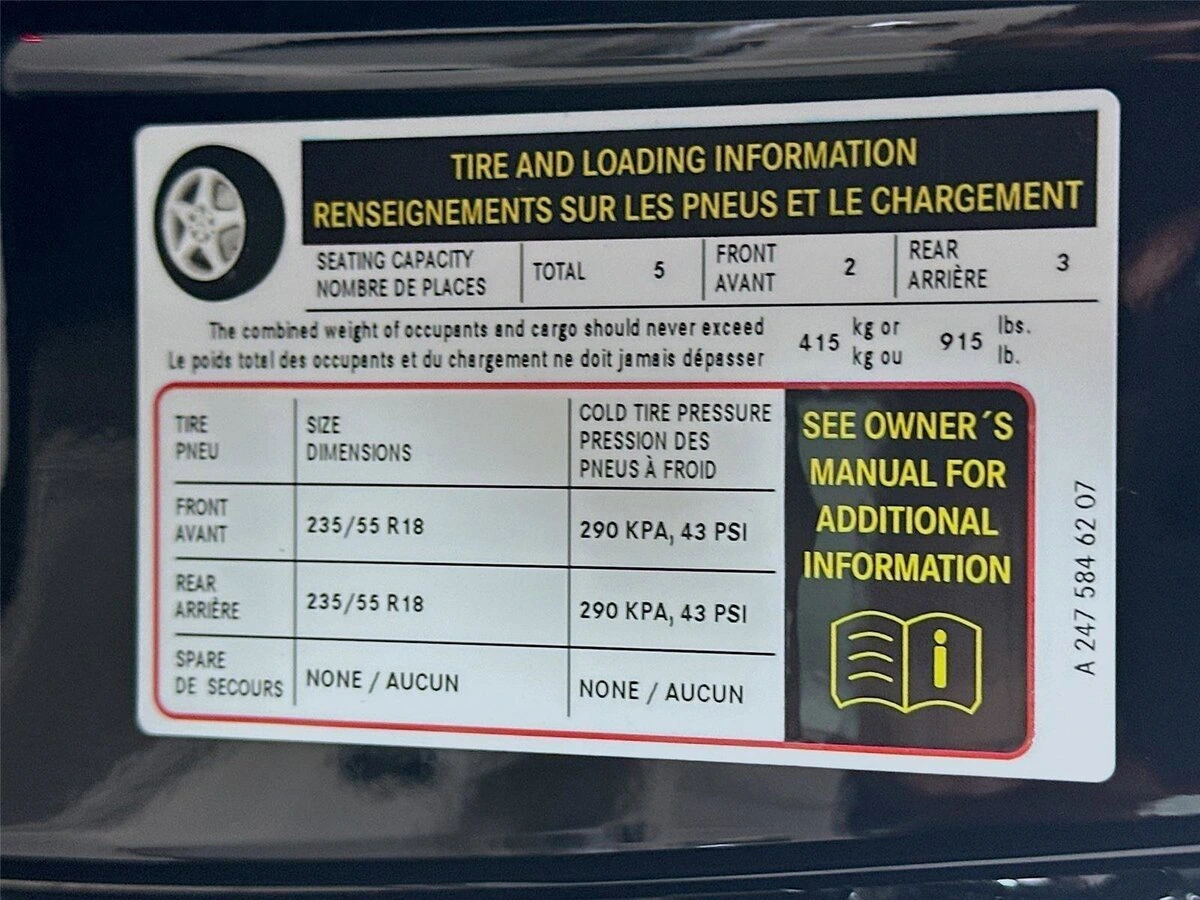 TIRE AND LOADING INFORMATION
RENSEIGNEMENTS SUR LES PNEUS ET LE CHARGEMENT
SEATING CAPACITY
NOMBRE DE PLACES
TOTAL 5
FRONT
AVANT
2
REAR
ARRIÈRE
3
The combined weight of occupants and cargo should never exceed
Le poids total des occupants et du chargement ne doit jamais dépasser
415
kg or
kg ou
915
lbs.
lb.
TIRE
PNEU
SIZE
DIMENSIONS
COLD TIRE PRESSURE
PRESSION DES
PNEUS À FROID
FRONT
AVANT
235/55 R18
290 KPA, 43 PSI
REAR
ARRIÈRE
235/55 R18
290 KPA, 43 PSI
SPARE
DE SECOURS
NONE / AUCUN
NONE / AUCUN
SEE OWNER´S
MANUAL FOR
ADDITIONAL
INFORMATION
i
A 247 584 62 07